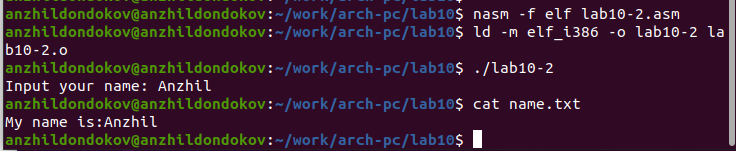 anzhildondokov@anzhildondokov:~/work/arch-pc/lab10$ nasm -f elf lab10-2.asm
anzhildondokov@anzhildondokov:~/work/arch-pc/lab10$ ld -m elf_i386 -o lab10-2 la
b10-2.o
anzhildondokov@anzhildondokov:~/work/arch-pc/lab10$ ./lab10-2
Input your name: Anzhil
anzhildondokov@anzhildondokov:~/work/arch-pc/lab10$ cat name.txt
My name is:Anzhil
anzhildondokov@anzhildondokov:~/work/arch-pc/lab10$